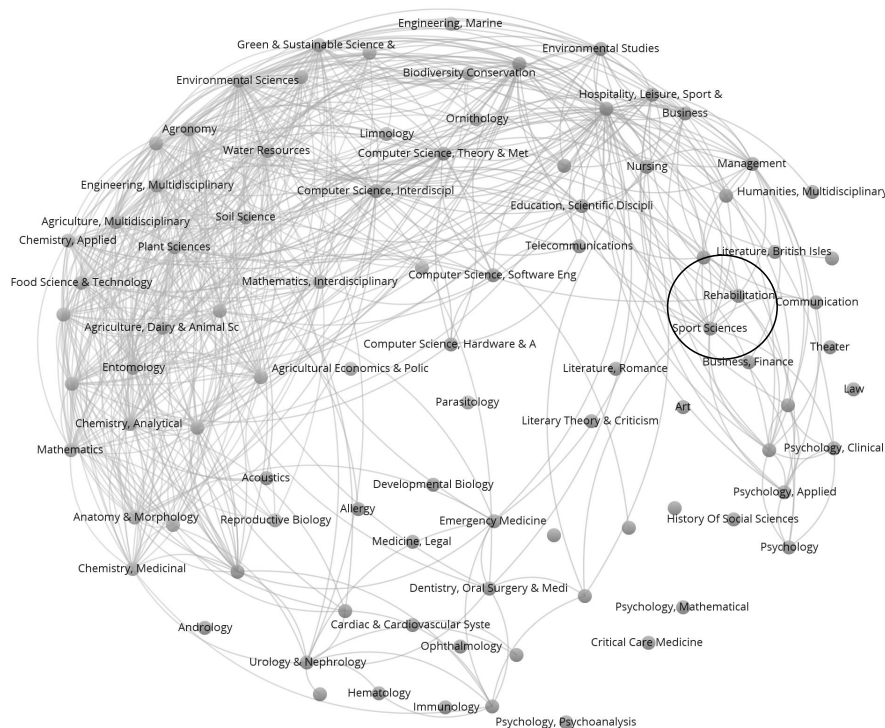 Engineering, Marine
Green & Sustainable Science &
Environmental Studies
Environmental Sciences
Biodiversity Conservation
Hospitality, Leisure, Sport &
Business
Ornithology
Agronomy
Limnology
Water Resources
Computer Science, Theory & Met
Nursing
Management
Engineering, Multidisciplinary
Computer Science, Interdiscipl
Humanities, Multidisciplinary
Education, Scientific Discipli
Agriculture, Multidisciplinary
Soil Science
Chemistry, Applied
Plant Sciences
Telecommunications
Literature, British Isles
Food Science & Technology
Mathematics, Interdisciplinary
Computer Science, Software Eng
Rehabilitation
Communication
Agriculture, Dairy & Animal Sc
Sport Sciences
Computer Science, Hardware & A
Theater
Entomology
Agricultural Economics & Polic
Literature, Romance
Business, Finance
Law
Parasitology
Art
Chemistry, Analytical
Literary Theory & Criticism
Mathematics
Psychology, Clinical
Acoustics
Developmental Biology
Psychology, Applied
Allergy
Anatomy & Morphology
Reproductive Biology
Emergency Medicine
History Of Social Sciences
Medicine, Legal
Psychology
Chemistry, Medicinal
Dentistry, Oral Surgery & Medi
Psychology, Mathematical
Andrology
Cardiac & Cardiovascular Syste
Ophthalmology
Critical Care Medicine
Urology & Nephrology
Hematology
Immunology
Psychology, Psychoanalysis